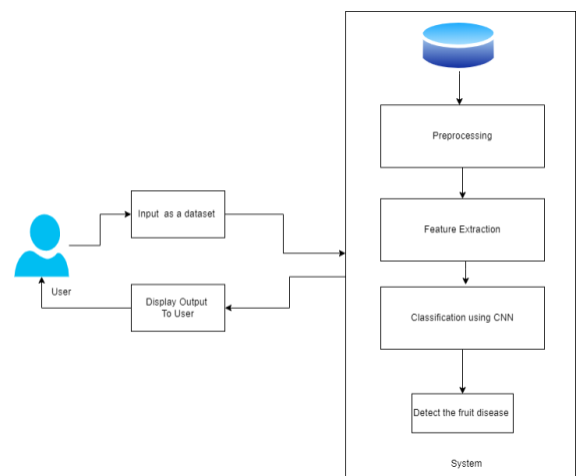 Preprocessing
Input as a dataset
Feature Extraction
User
Display Output
To User
Classification using CNN
Detect the fruit disease
System